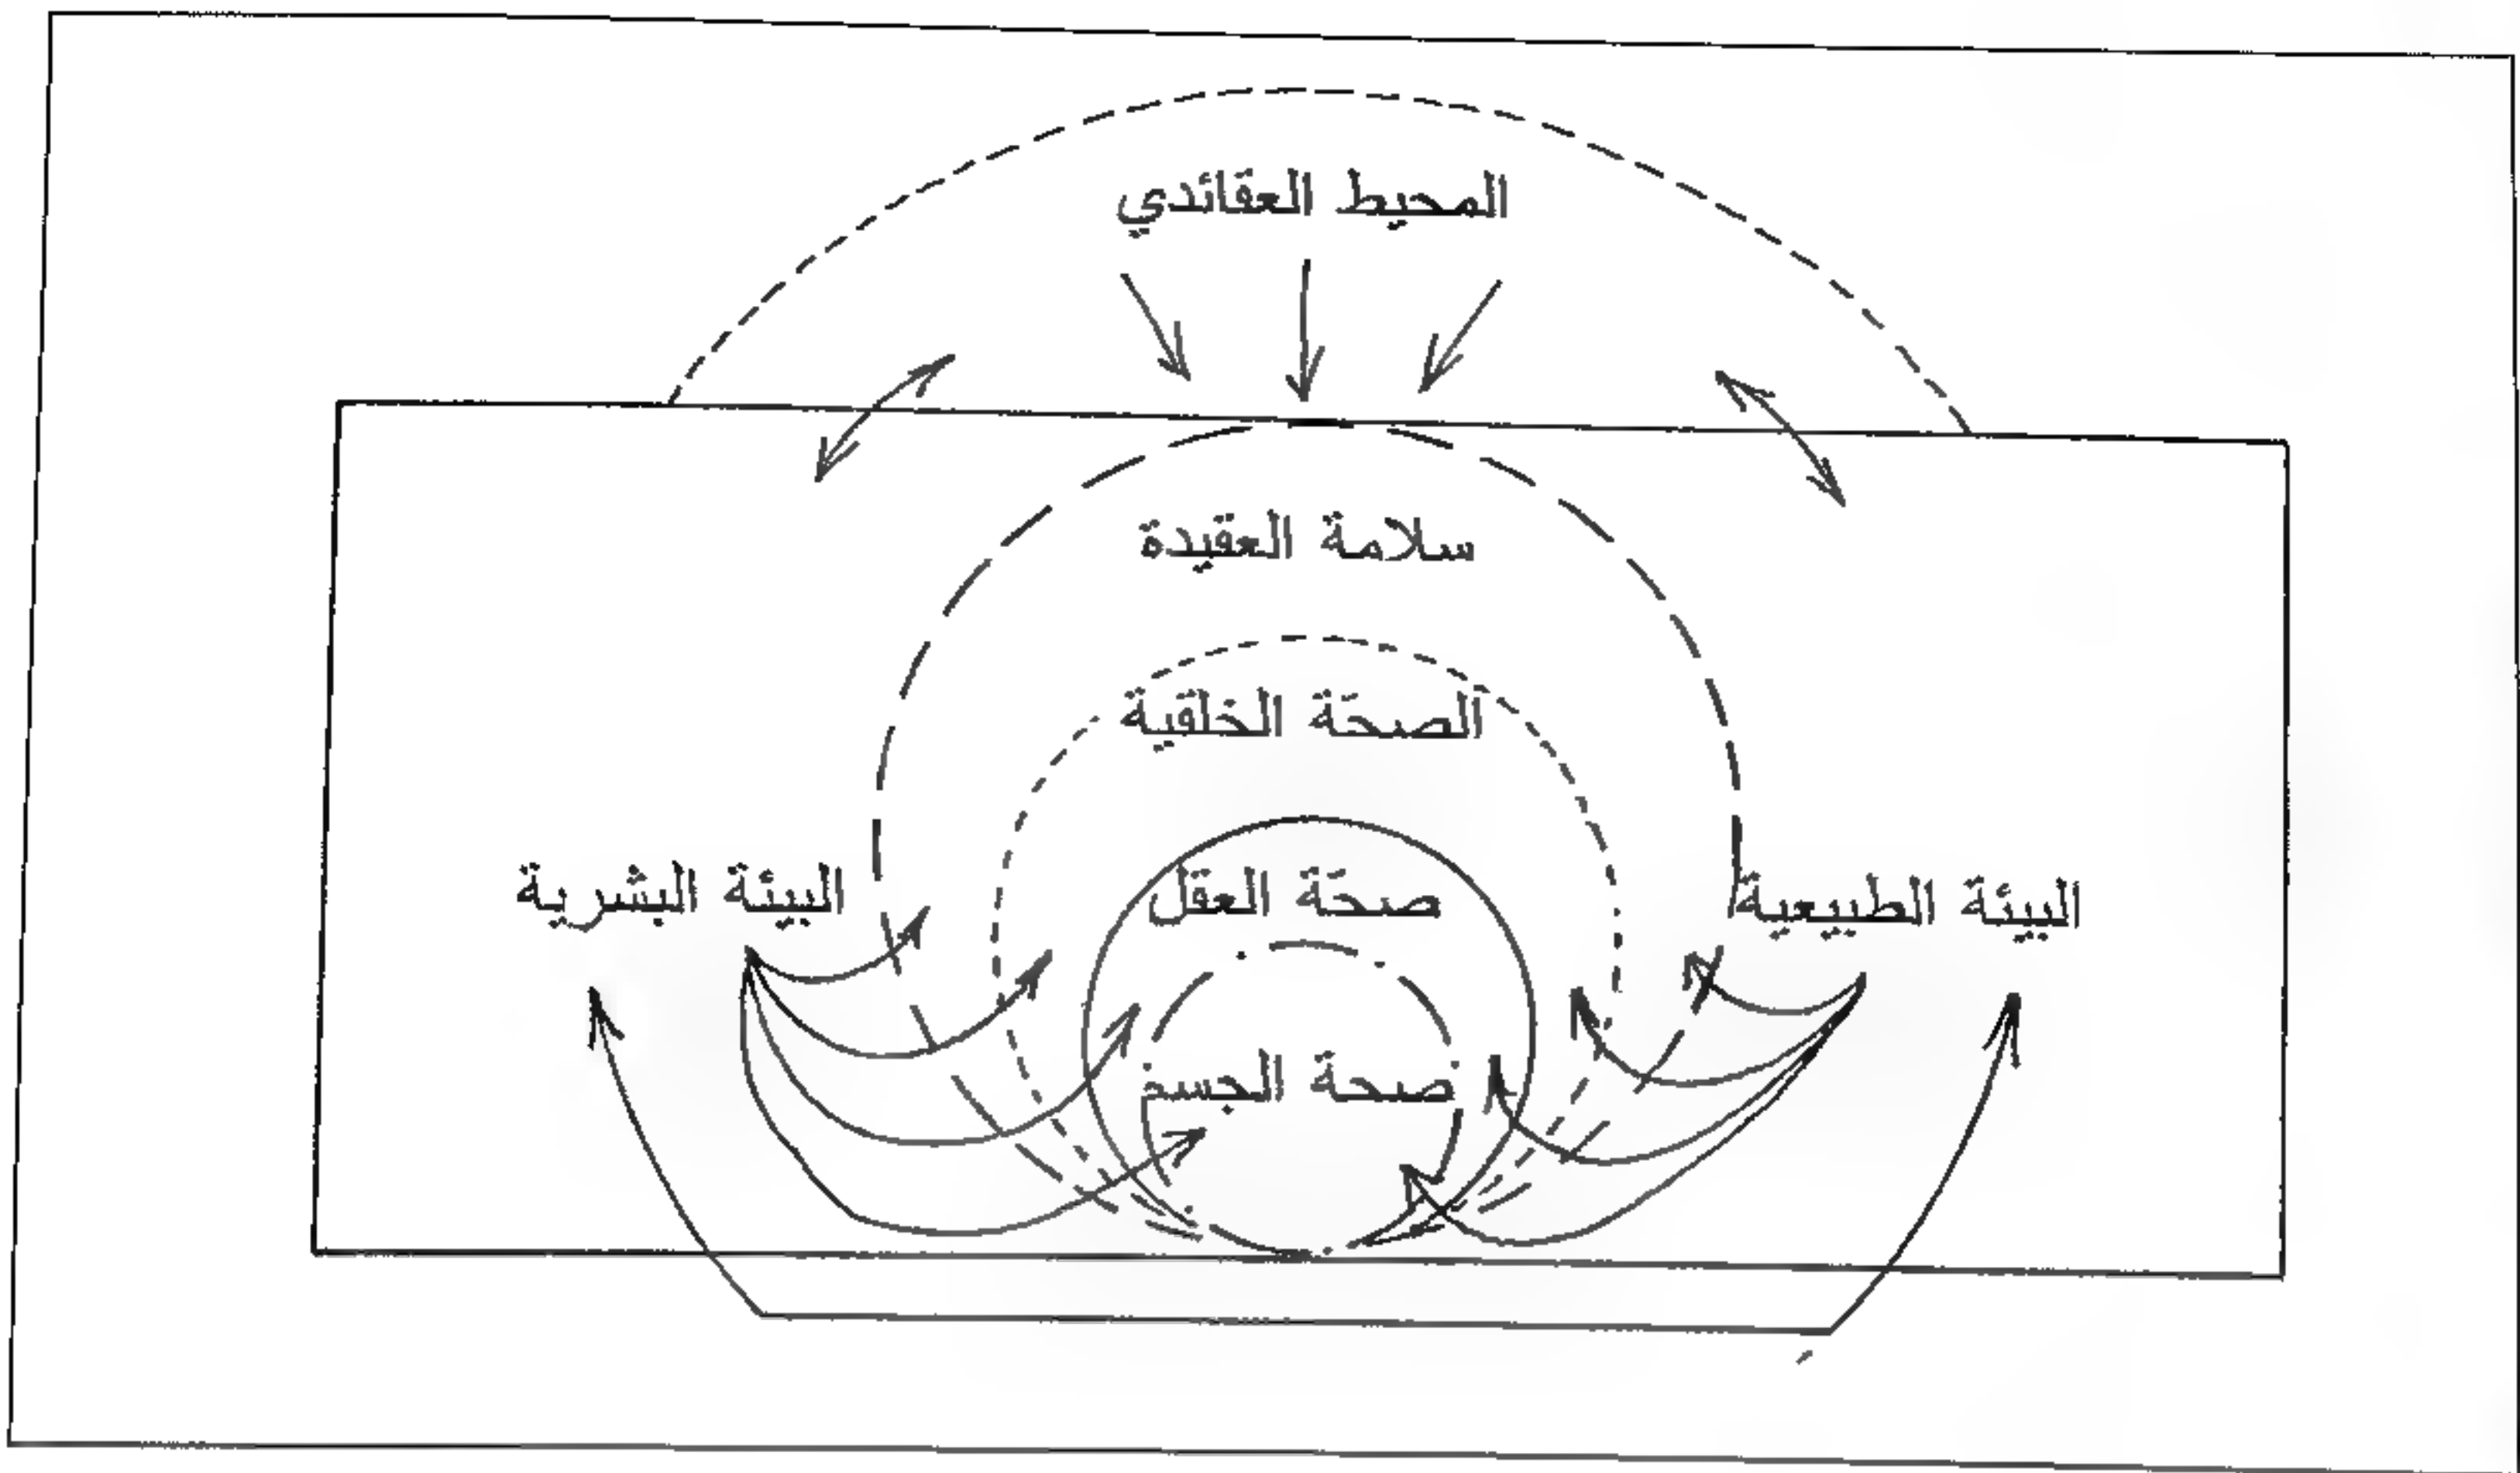 المحيط العقائدي
سلامة العقيدة
الصحّة الخلقية
البيئة الطبيعية
صحّة العقل
البيئة البشرية
صحة الجسم